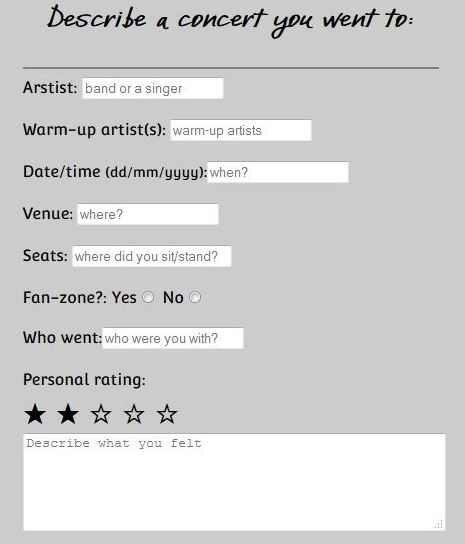 Describe a concert you went to:
Arstist: band or a singer
Warm-up artist(s): warm-up artists
Date/time (dd/mm/yyyy): when?
Venue: where?
Seats: where did you sit/stand?
Fan-zone?: Yes No
Who went: who were you with?
Personal rating:
Describe what you felt